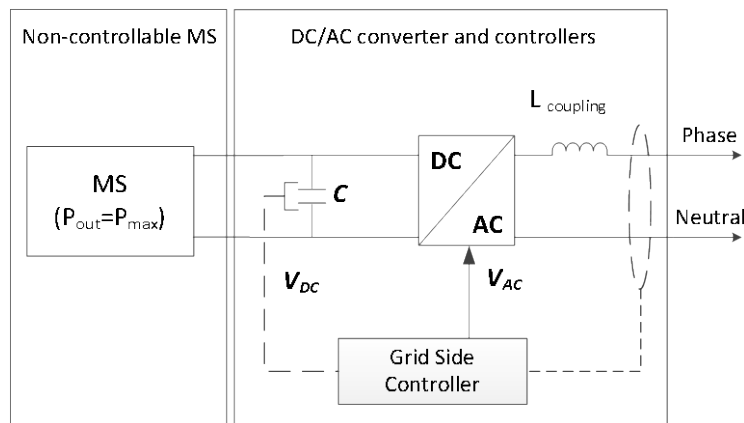 Non-controllable MS
DC/AC converter and controllers
L coupling
Phase
DC
MS
(Pout=Pmax)
C
AC
Neutral
VDC
VAC
Grid Side
Controller